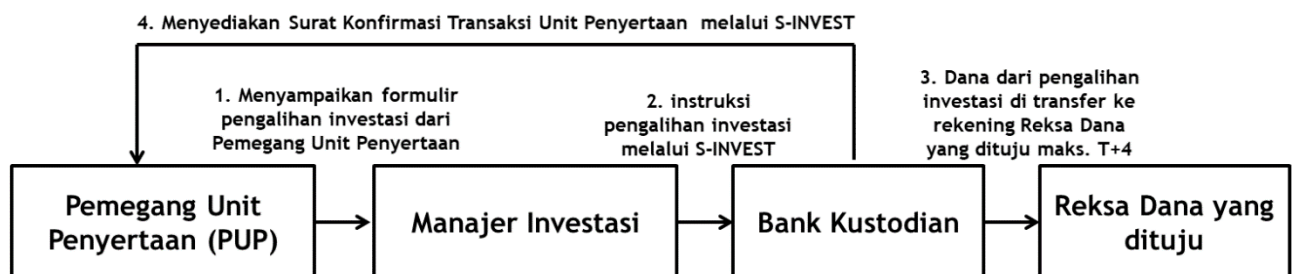 4. Menyediakan Surat Konfirmasi Transaksi Unit Penyertaan melalui S-INVEST
1. Menyampaikan formulir
pengalihan investasi dari
Pemegang Unit Penyertaan
2. instruksi
pengalihan investasi
melalui S-INVEST
3. Dana dari pengalihan
investasi di transfer ke
rekening Reksa Dana
yang dituju maks. T+4
Pemegang Unit
Penyertaan (PUP)
Manajer Investasi
Bank Kustodian
Reksa Dana yang
dituju